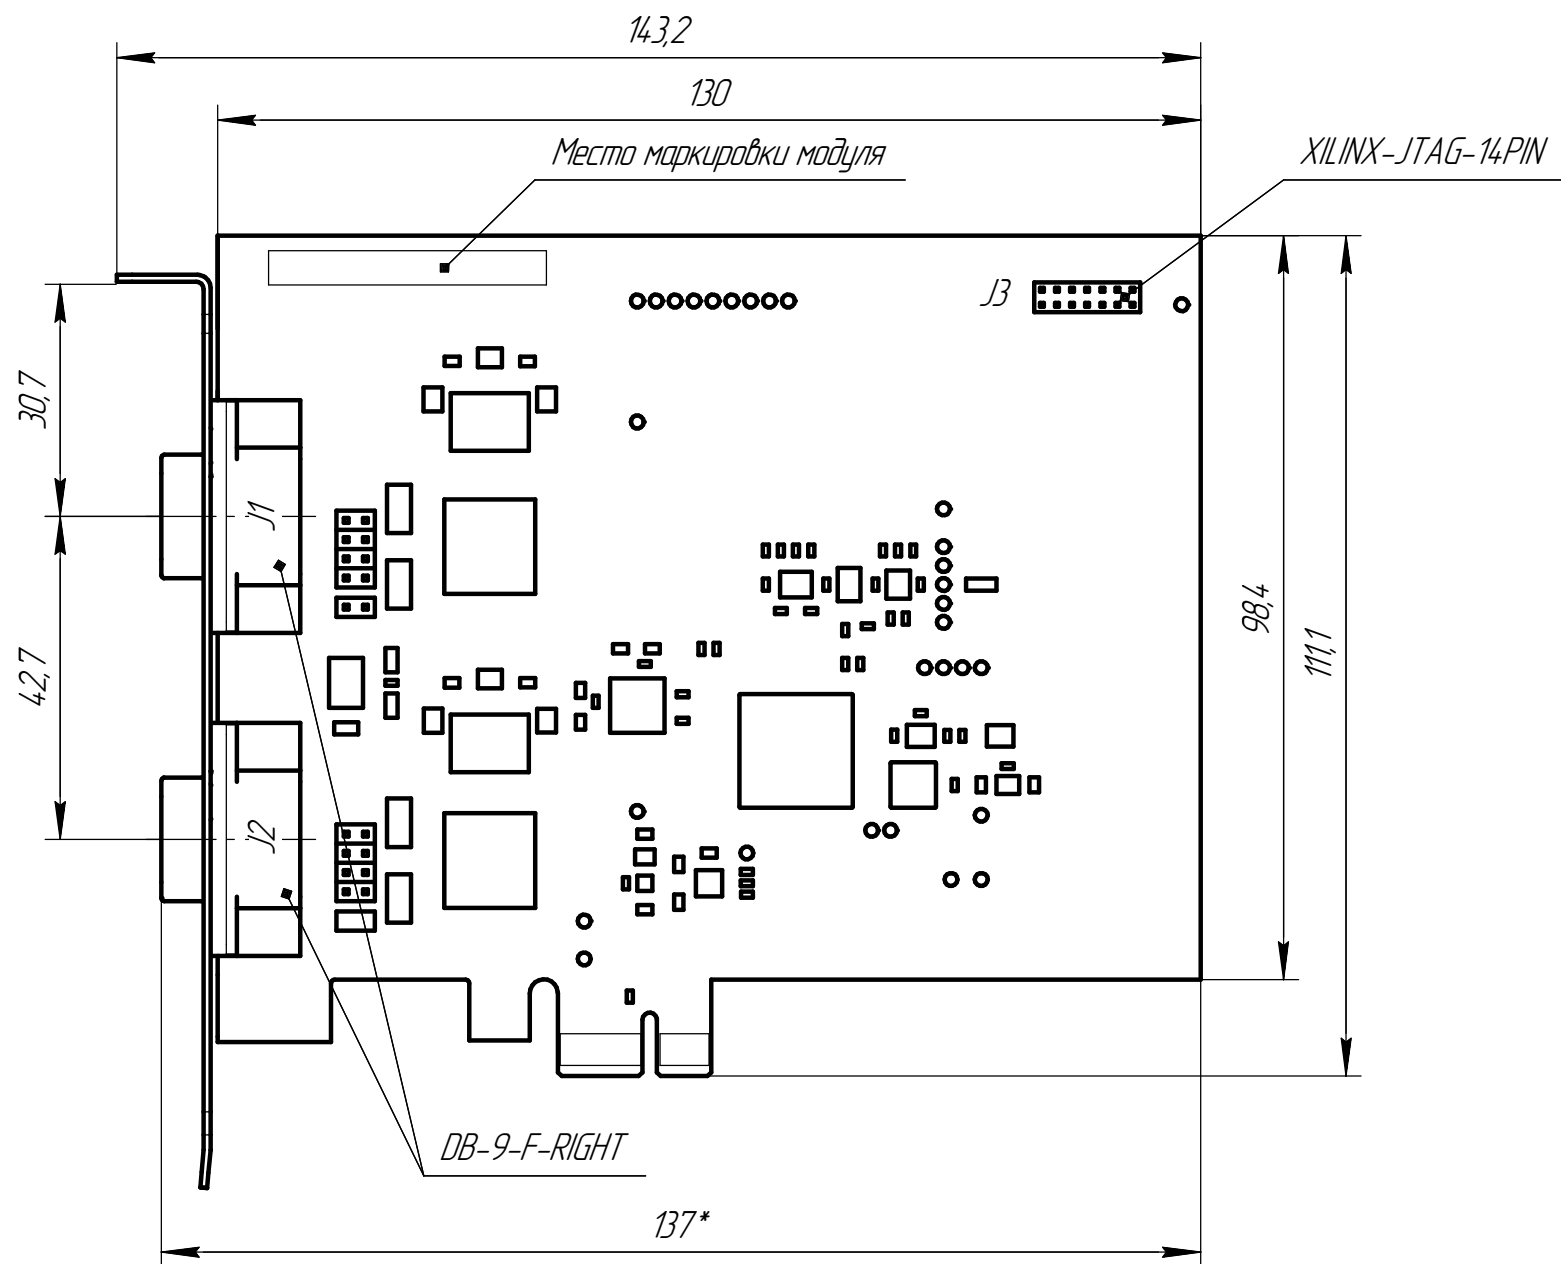 143,2
130
Место маркировки модуля
XILINX-JTAG-14PIN
J3
30,7
J1
42,7
98,4
111,1
J2
DB-9-F-RIGHT
137*